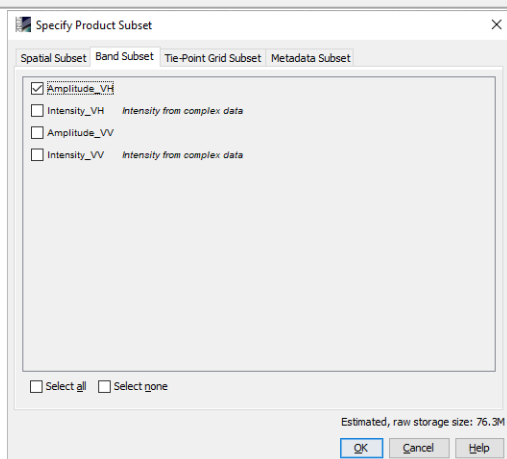 Specify Product Subset
Spatial Subset Band Subset Tie-Point Grid Subset Metadata Subset
Amplitude_VH
Intensity_VH Intensity from complex data
Amplitude_VV
Intensity_VV Intensity from complex data
Select all Select none
Estimated, raw storage size: 76.3M
OK Cancel Help